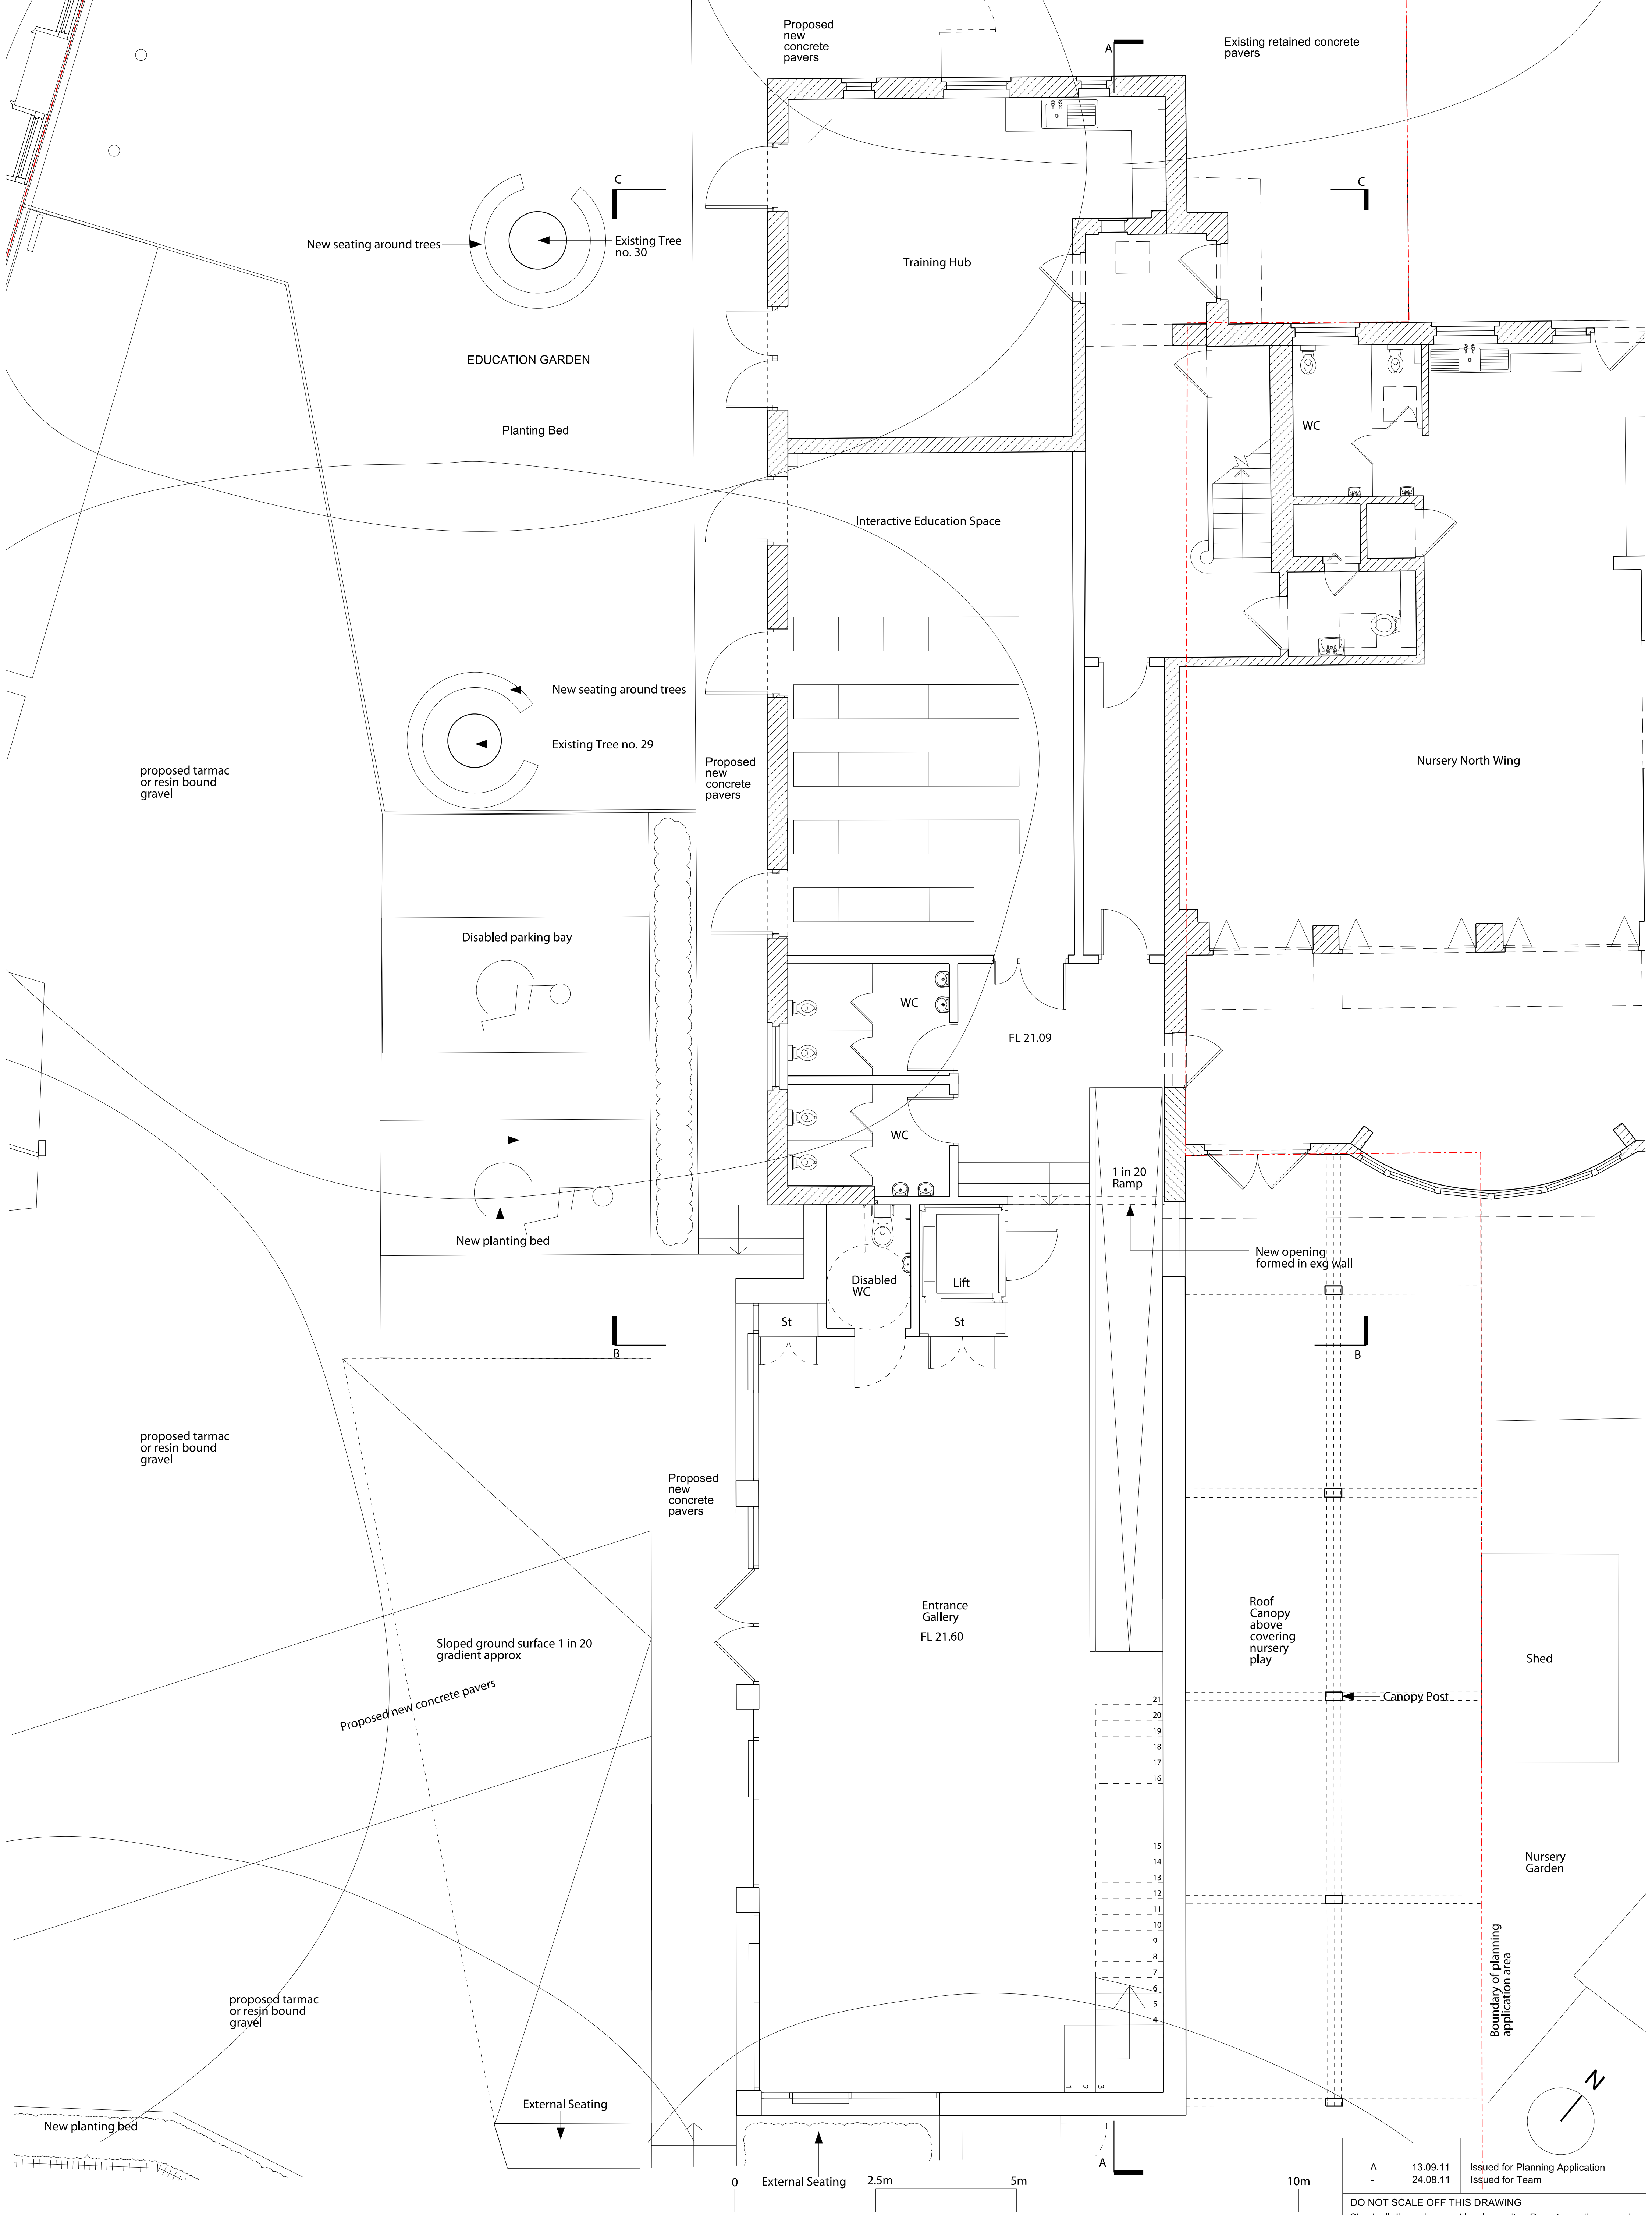 Proposed
new
concrete
pavers
A
Existing retained concrete
pavers
C
C
New seating around trees
Existing Tree
no. 30
Training Hub
EDUCATION GARDEN
Planting Bed
WC
Interactive Education Space
New seating around trees
Existing Tree no. 29
proposed tarmac
or resin bound
gravel
Proposed
new
concrete
pavers
Nursery North Wing
Disabled parking bay
WC
FL 21.09
WC
1 in 20
Ramp
New planting bed
New opening
formed in exg wall
Disabled
WC
Lift
St
St
B
B
proposed tarmac
or resin bound
gravel
Proposed
new
concrete
pavers
Entrance
Gallery
FL 21.60
Roof
Canopy
above
covering
nursery
play
Sloped ground surface 1 in 20
gradient approx
Proposed new concrete pavers
Shed
Canopy Post
21
20
19
18
17
16
15
14
13
12
11
10
9
8
7
6
5
4
3
2
1
Nursery
Garden
Boundary of planning
application area
proposed tarmac
or resin bound
gravel
N
External Seating
New planting bed
A
External Seating
0
2.5m
5m
10m
A 13.09.11 Issued for Planning Application
- 24.08.11 Issued for Team
DO NOT SCALE OFF THIS DRAWING